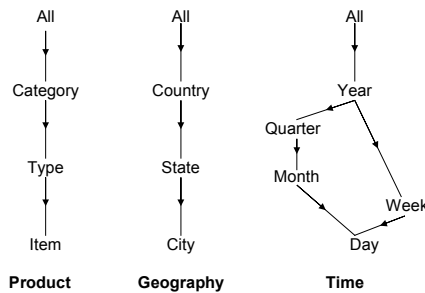 All
Category
Type
Item
Product
All
Country
State
City
Geography
All
Year
Quarter
Month
Week
Day
Time